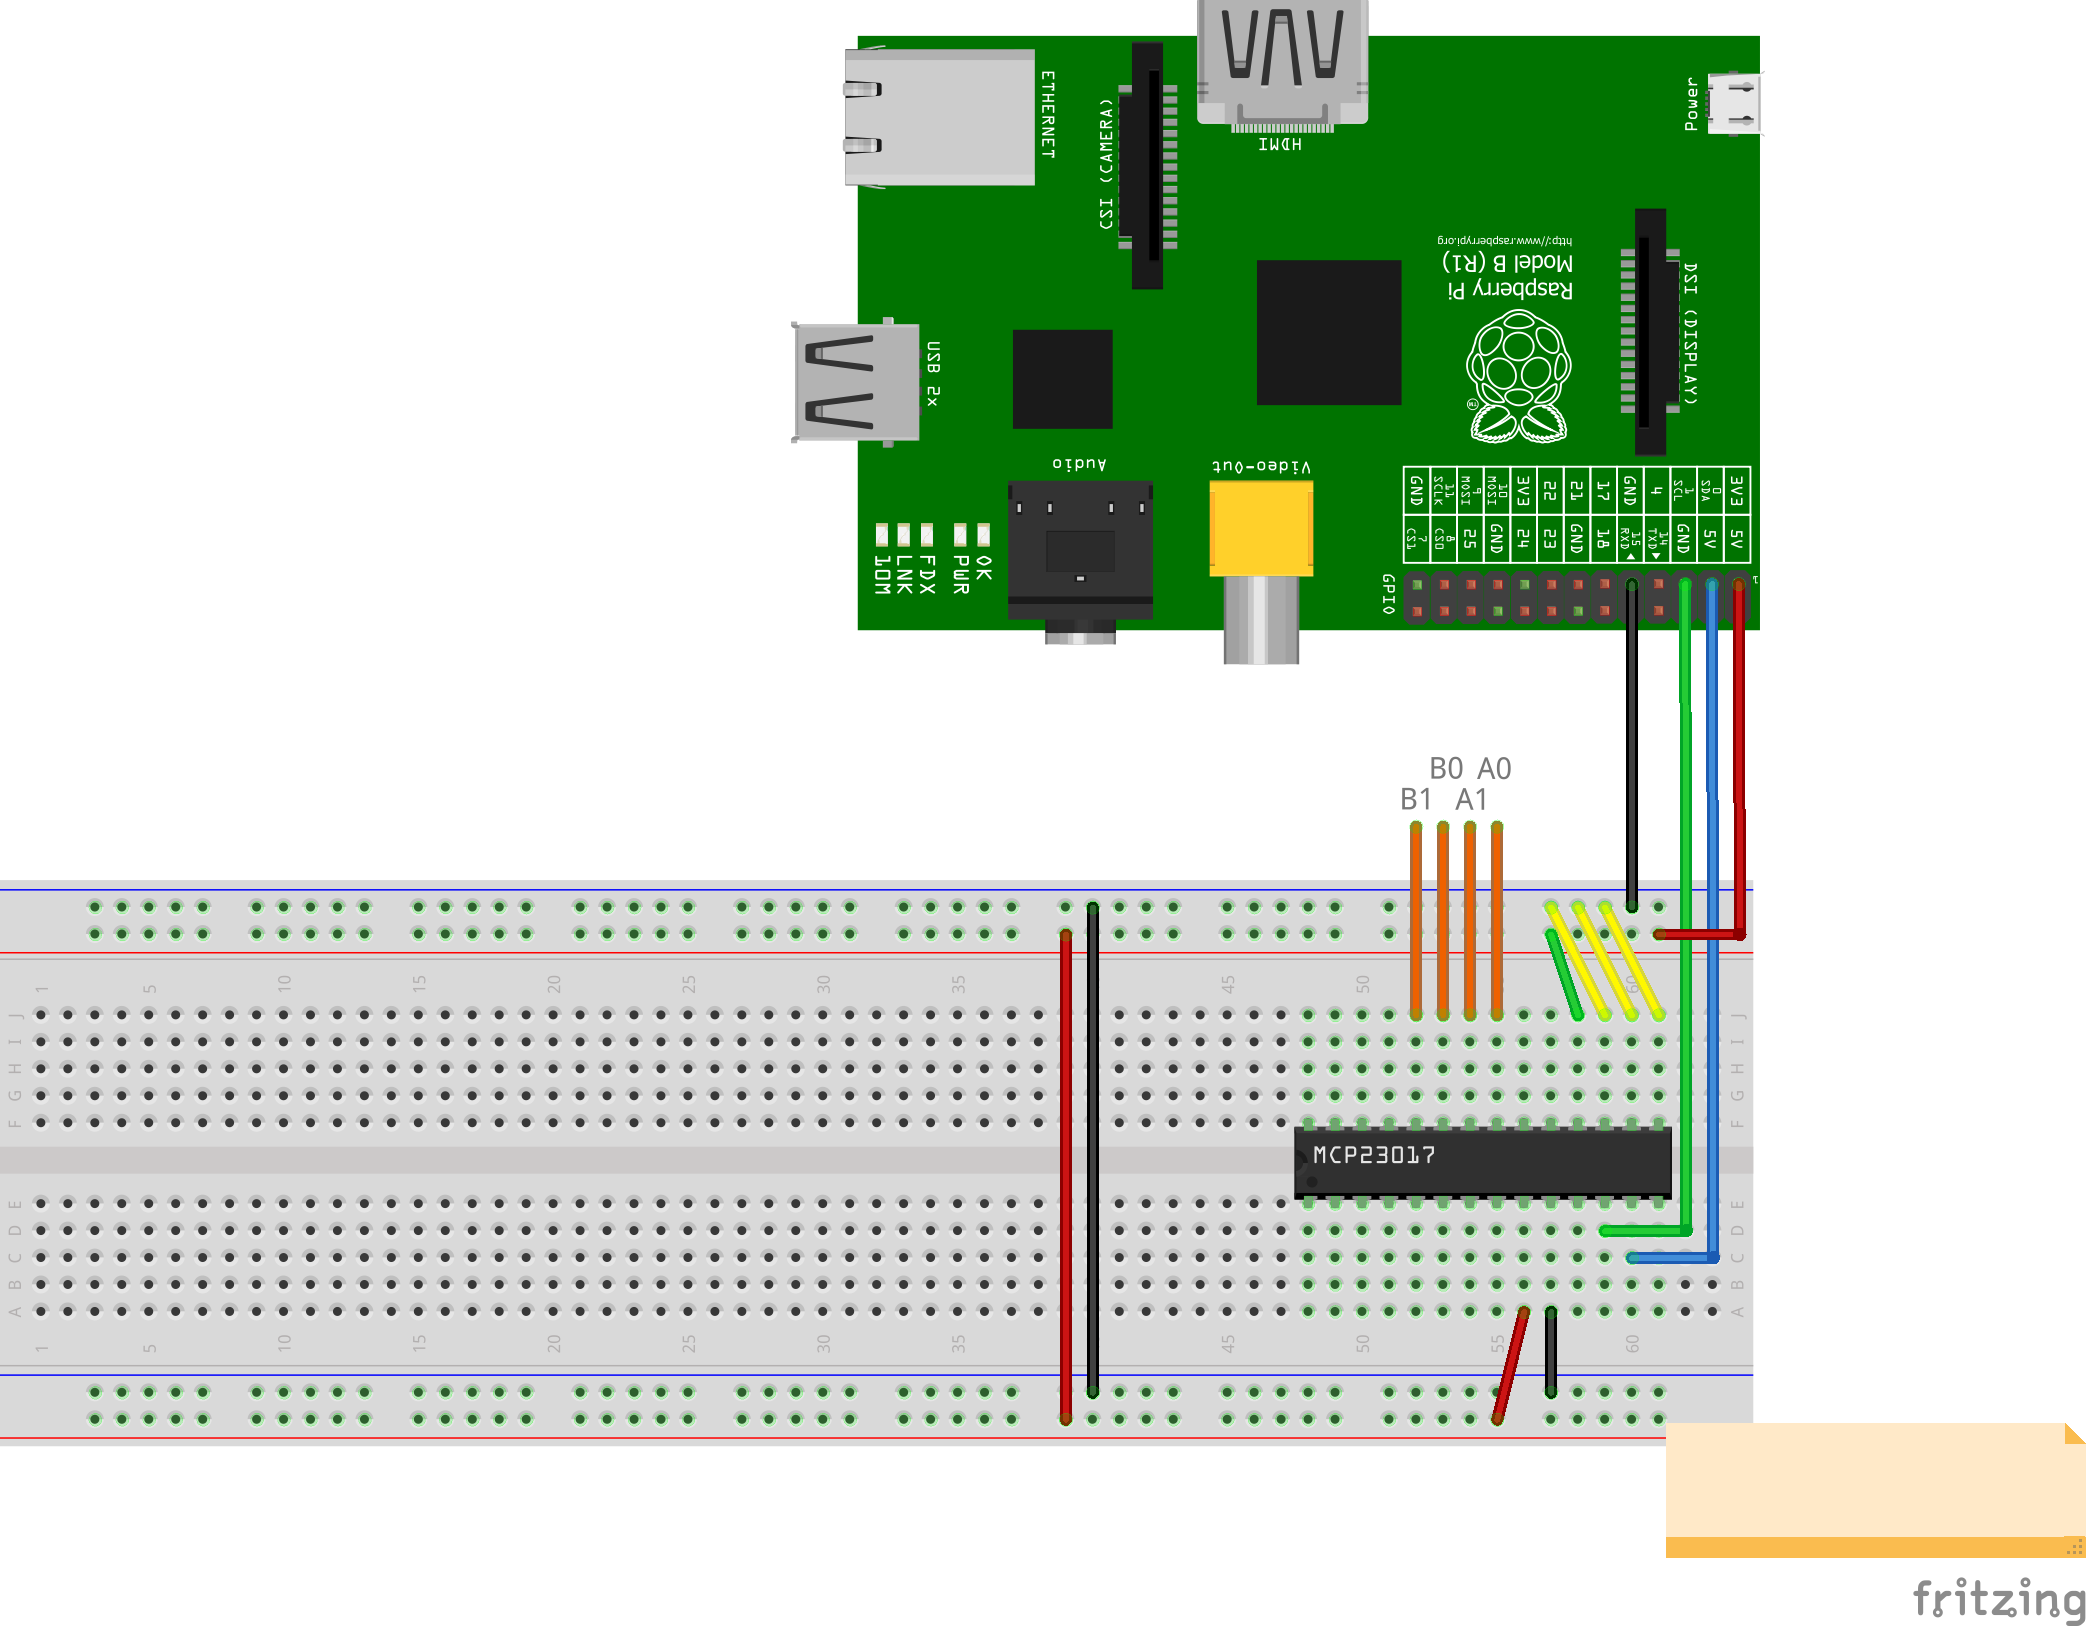 ETHERNET
CSI (CAMERA)
HDMI
Power
http://www.raspberrypi.org
Model B (R1)
Raspberry Pi
DSI (DISPLAY)
TM
USB 2x
Audio
Video-Out
GND 11 SCLK 9 MOSI 10 MOSI 3V3 22 21 17 GND 4 1 SCL 0 SDA 3V3
7 CS1 8 CS0 25 GND 24 23 GND 18 15 RXD 14 TXD GND 5V 5V
10M LNK FDX PWR OK
GPIO
1
B0 A0
B1 A1
1 5 10 15 20 25 30 35 45 50 60
J J
I I
H H
G G
F F
MCP23017
E E
D D
C C
B B
A A
1 5 10 15 20 25 30 35 45 50 55 60
fritzing